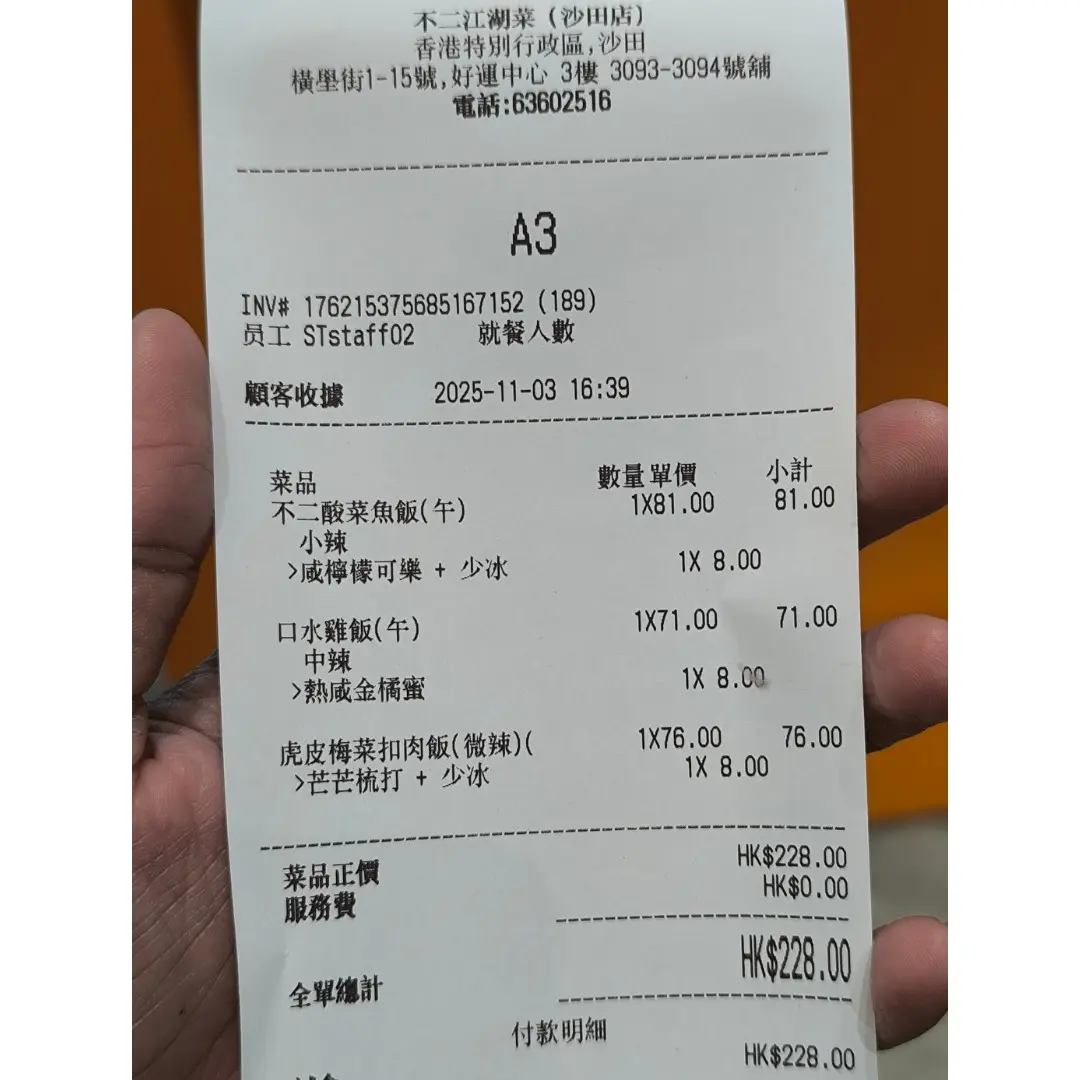 不二江湖菜 (沙田店)
香港特別行政區,沙田
橫壆街1-15號,好運中心 3樓 3093-3094號舖
電話:63602516
A3
INV# 176215375685167152 (189)
员工 STstaff02 就餐人數
顧客收據 2025-11-03 16:39
菜品 數量單價 小計
不二酸菜魚飯(午) 1X81.00 81.00
小辣
>咸檸檬可樂 + 少冰 1X 8.00
口水雞飯(午) 1X71.00 71.00
中辣
>熱咸金橘蜜 1X 8.00
虎皮梅菜扣肉飯(微辣)( 1X76.00 76.00
>芒芒梳打 + 少冰 1X 8.00
菜品正價 HK$228.00
服務費 HK$0.00
全單總計 HK$228.00
付款明細
HK$228.00